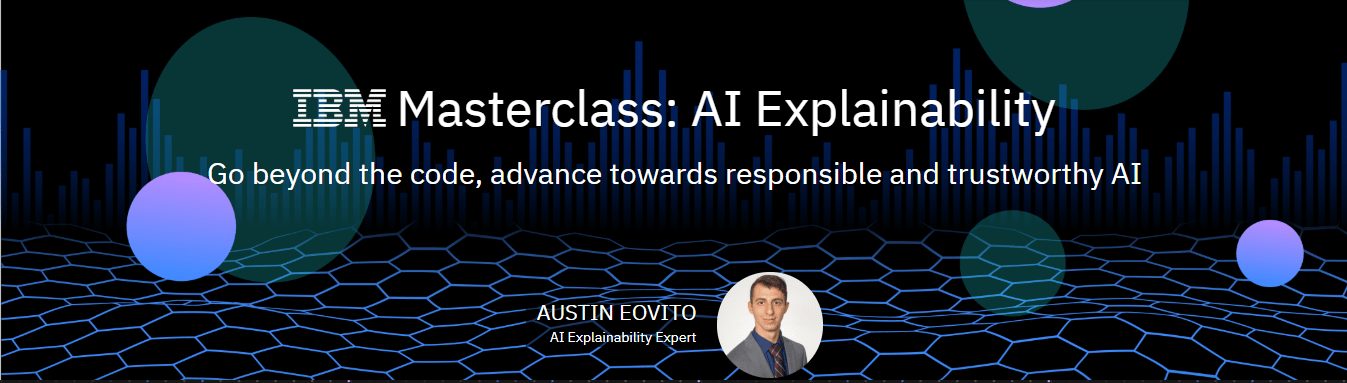 IBM Masterclass: AI Explainability
Go beyond the code, advance towards responsible and trustworthy AI
AUSTIN EOVITO
AI Explainability Expert